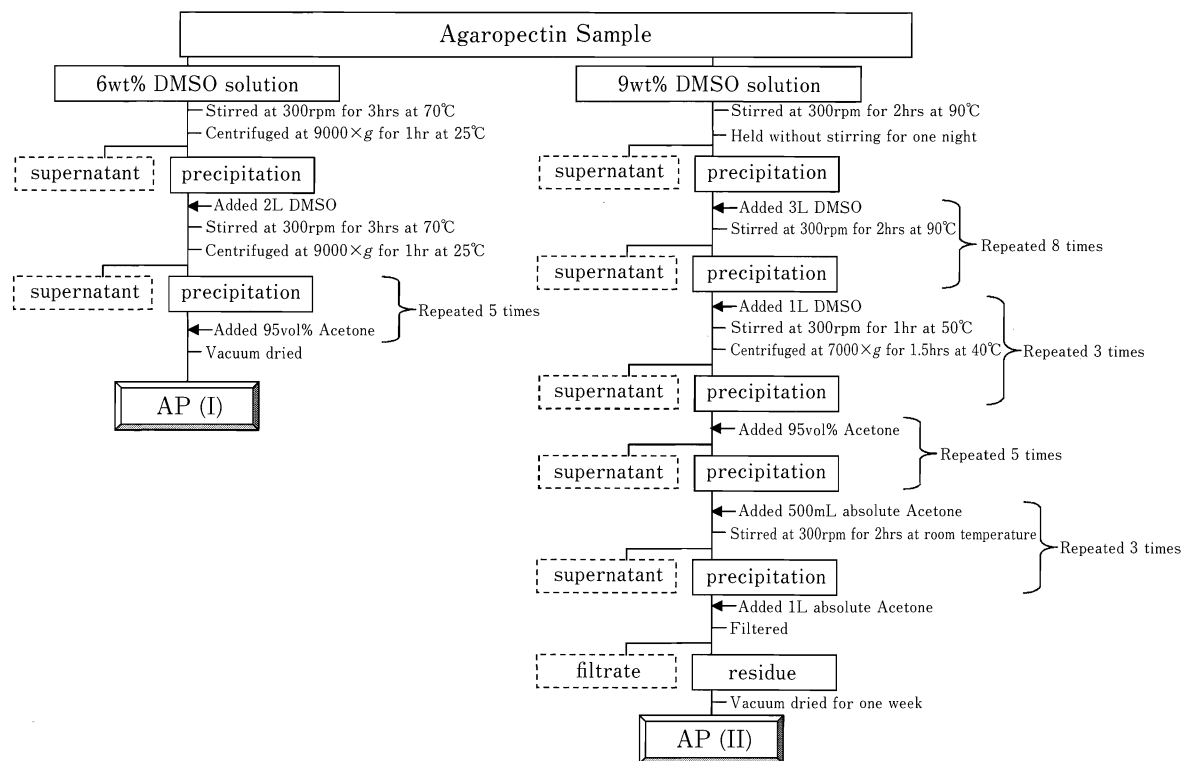 Agaropectin Sample
6wt% DMSO solution
Stirred at 300rpm for 3hrs at 70℃
Centrifuged at 9000×g for 1hr at 25℃
supernatant
precipitation
Added 2L DMSO
Stirred at 300rpm for 3hrs at 70℃
Centrifuged at 9000×g for 1hr at 25℃
supernatant
precipitation
Repeated 5 times
Added 95vol% Acetone
Vacuum dried
AP (I)
9wt% DMSO solution
Stirred at 300rpm for 2hrs at 90℃
Held without stirring for one night
supernatant
precipitation
Added 3L DMSO
Stirred at 300rpm for 2hrs at 90℃
Repeated 8 times
supernatant
precipitation
Added 1L DMSO
Stirred at 300rpm for 1hr at 50℃
Centrifuged at 7000×g for 1.5hrs at 40℃
Repeated 3 times
supernatant
precipitation
Added 95vol% Acetone
Repeated 5 times
supernatant
precipitation
Added 500mL absolute Acetone
Stirred at 300rpm for 2hrs at room temperature
Repeated 3 times
supernatant
precipitation
Added 1L absolute Acetone
Filtered
filtrate
residue
Vacuum dried for one week
AP (II)